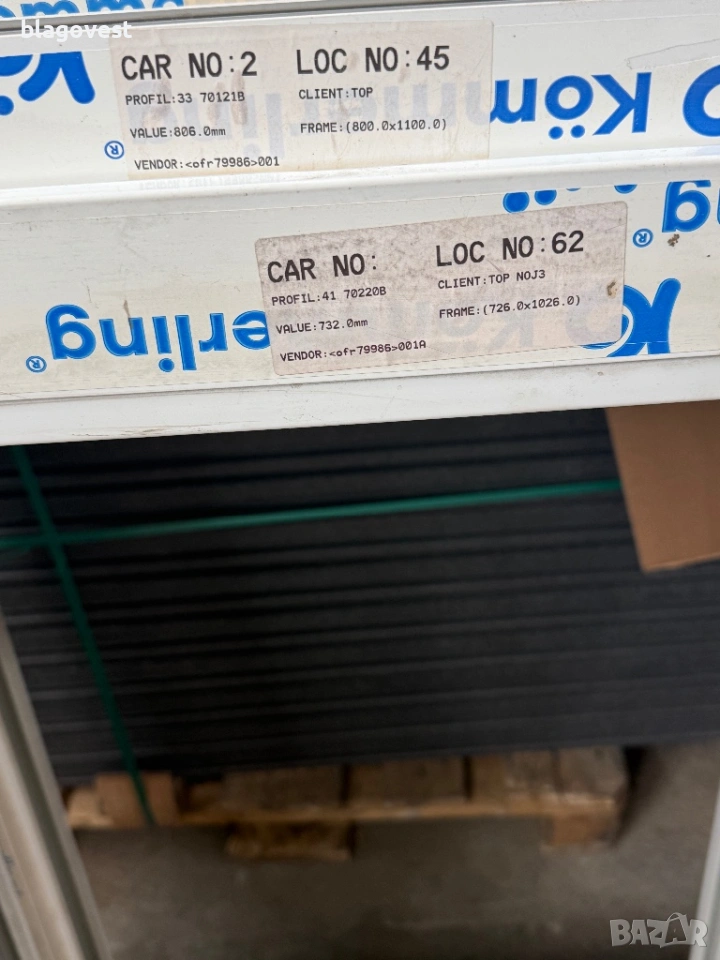 blagovest
CAR NO:2 LOC NO:45
PROFIL:33 70121B CLIENT:TOP
VALUE:806.0mm FRAME:(800.0x1100.0)
VENDOR:<ofr79986>001
Kömmerling®
CAR NO: LOC NO:62
PROFIL:41 70220B CLIENT:TOP NOJ3
VALUE:732.0mm FRAME:(726.0x1026.0)
VENDOR:<ofr79986>001A
erling®
BAZAR